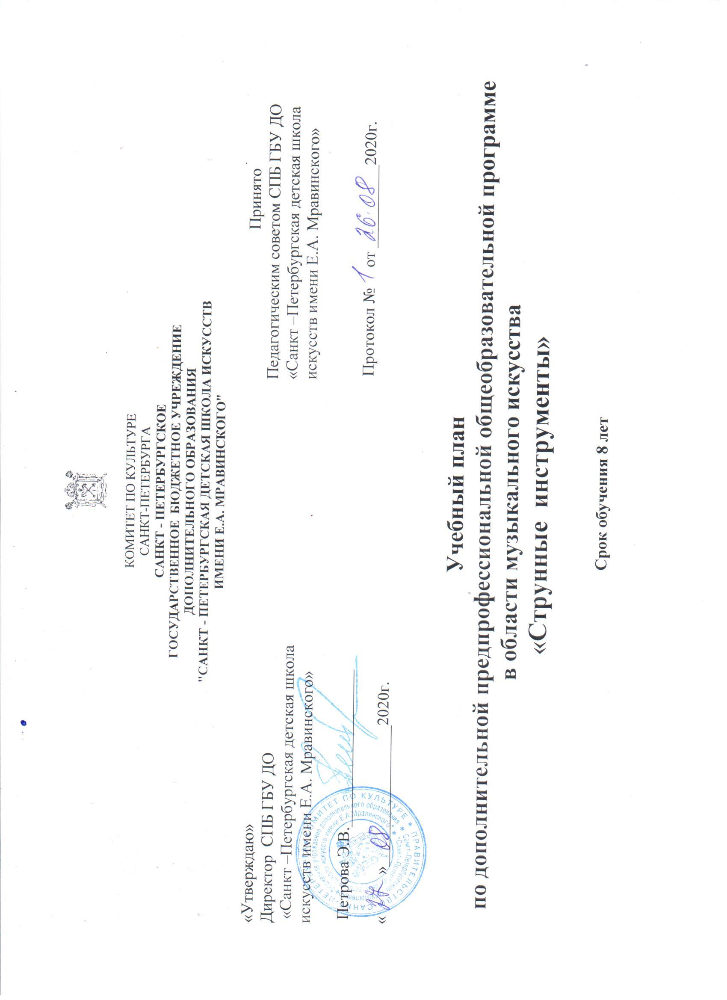 КОМИТЕТ ПО КУЛЬТУРЕ
САНКТ-ПЕТЕРБУРГА
САНКТ - ПЕТЕРБУРГСКОЕ
ГОСУДАРСТВЕННОЕ БЮДЖЕТНОЕ УЧРЕЖДЕНИЕ
ДОПОЛНИТЕЛЬНОГО ОБРАЗОВАНИЯ
"САНКТ - ПЕТЕРБУРГСКАЯ ДЕТСКАЯ ШКОЛА ИСКУССТВ
ИМЕНИ Е.А. МРАВИНСКОГО"
«Утверждаю»
Директор СПБ ГБУ ДО
«Санкт –Петербургская детская школа
искусств имени Е.А. Мравинского»
Петрова Э.В.
« » 08 2020г.
Принято
Педагогическим советом СПБ ГБУ ДО
«Санкт –Петербургская детская школа
искусств имени Е.А. Мравинского»
Протокол № 1 от 26.08 2020г.
Учебный план
по дополнительной предпрофессиональной общеобразовательной программе
в области музыкального искусства
«Струнные инструменты»
Срок обучения 8 лет